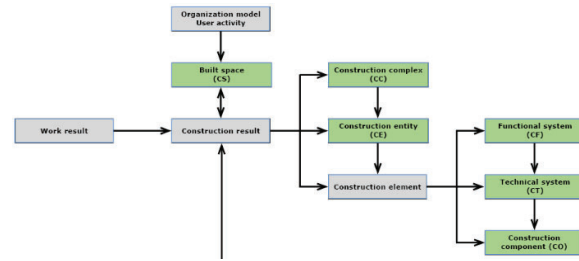 Organization model
User activity
Built space
(CS)
Construction complex
(CC)
Work result
Construction result
Construction entity
(CE)
Functional system
(CF)
Construction element
Technical system
(CT)
Construction
component (CO)